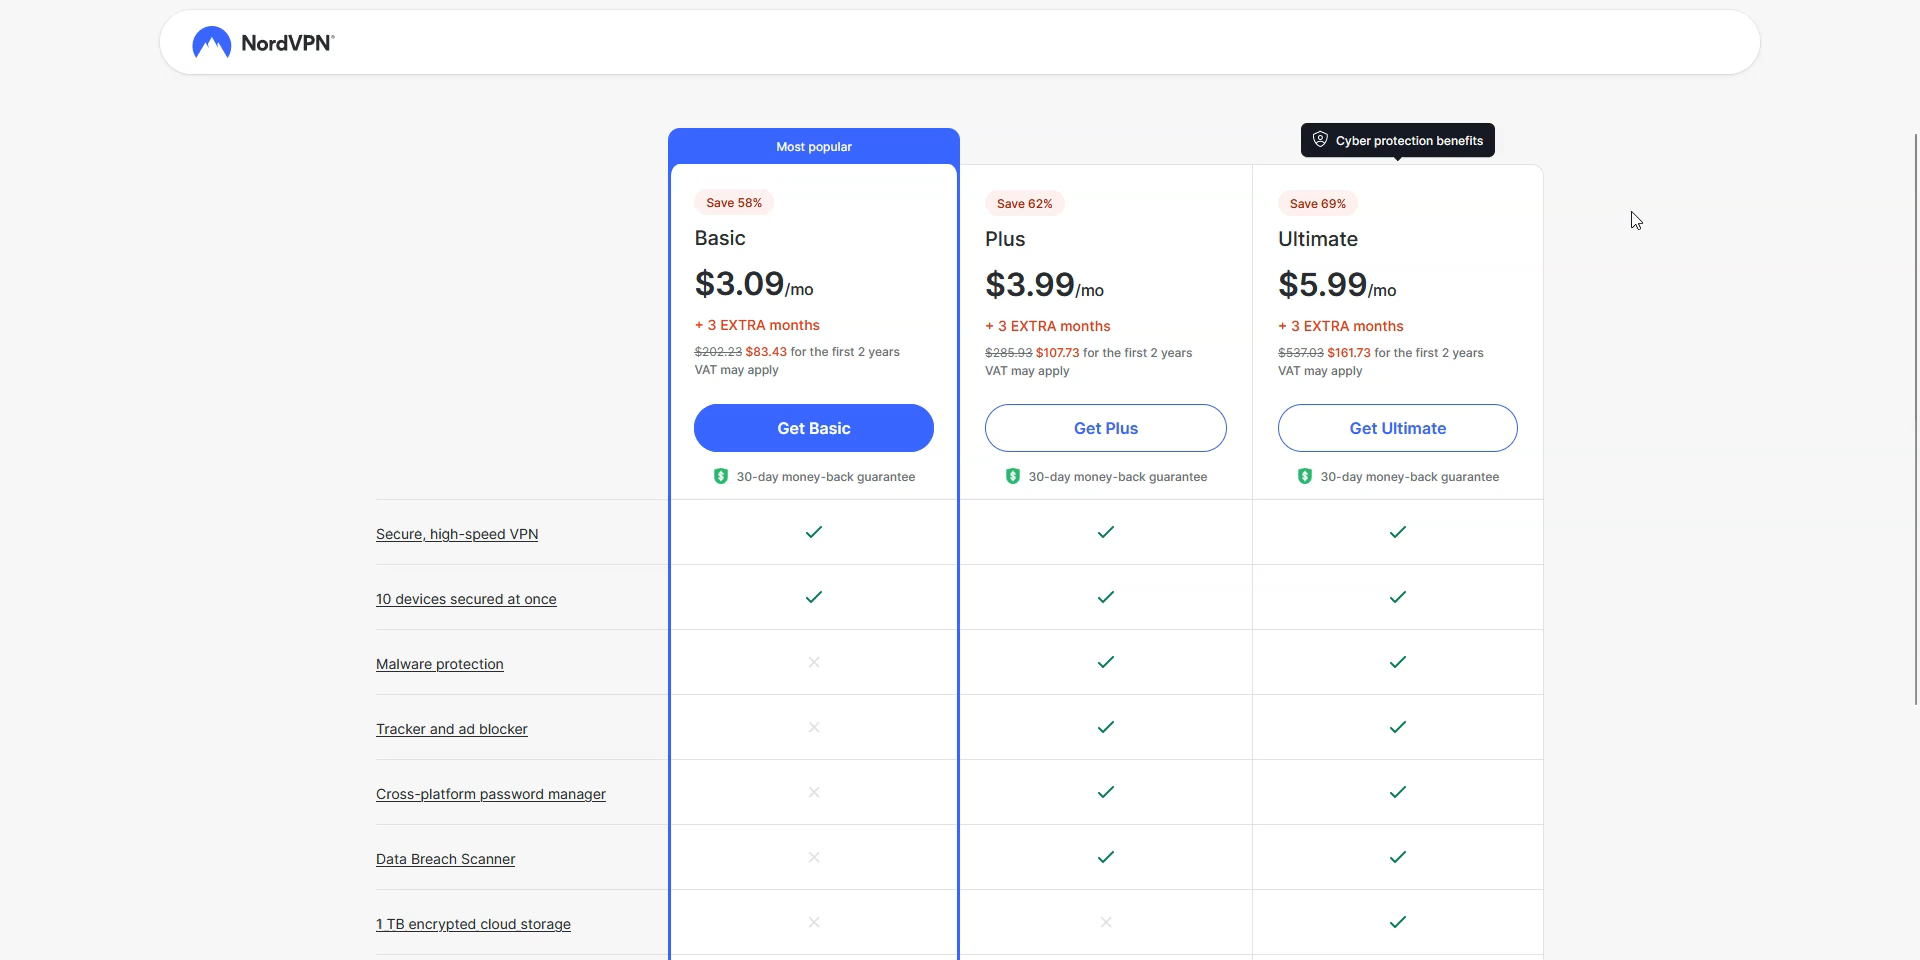 NordVPN®
Most popular
Cyber protection benefits
Save 58%
Basic
$3.09/mo
+ 3 EXTRA months
$202.23 $83.43 for the first 2 years
VAT may apply
Get Basic
30-day money-back guarantee
Save 62%
Plus
$3.99/mo
+ 3 EXTRA months
$285.93 $107.73 for the first 2 years
VAT may apply
Get Plus
30-day money-back guarantee
Save 69%
Ultimate
$5.99/mo
+ 3 EXTRA months
$537.03 $161.73 for the first 2 years
VAT may apply
Get Ultimate
30-day money-back guarantee
Secure, high-speed VPN
10 devices secured at once
Malware protection
Tracker and ad blocker
Cross-platform password manager
Data Breach Scanner
1 TB encrypted cloud storage